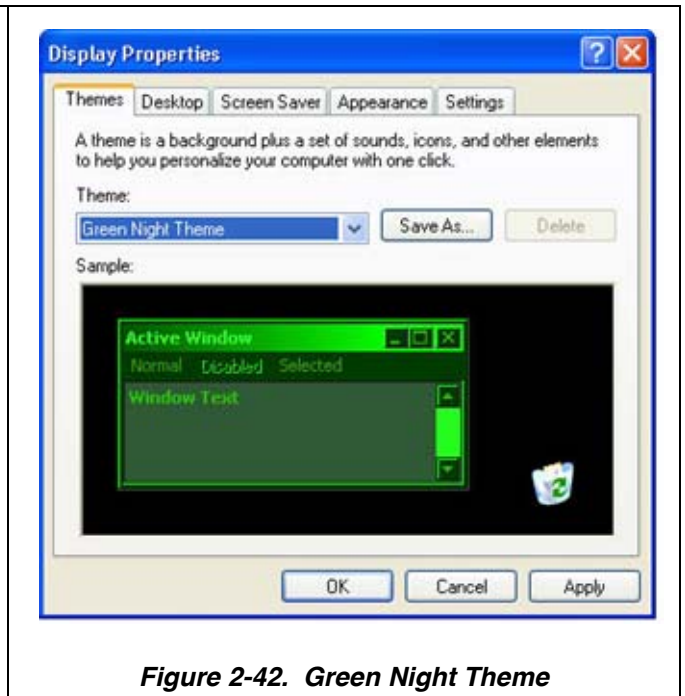 Display Properties
Themes Desktop Screen Saver Appearance Settings
A theme is a background plus a set of sounds, icons, and other elements
to help you personalize your computer with one click.
Theme:
Green Night Theme Save As... Delete
Sample:
Active Window
Normal Disabled Selected
Window Text
OK Cancel Apply
Figure 2-42. Green Night Theme